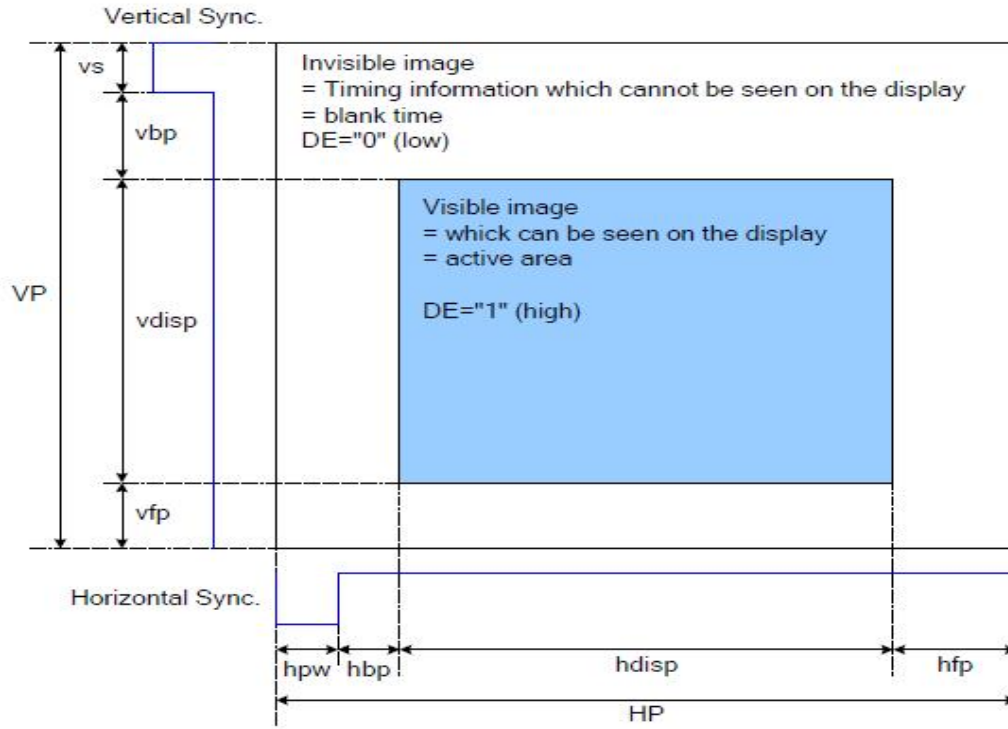 Vertical Sync.
vs
Invisible image
= Timing information which cannot be seen on the display
= blank time
DE="0" (low)
vbp
Visible image
= whick can be seen on the display
= active area
DE="1" (high)
VP
vdisp
vfp
Horizontal Sync.
hpw
hbp
hdisp
hfp
HP